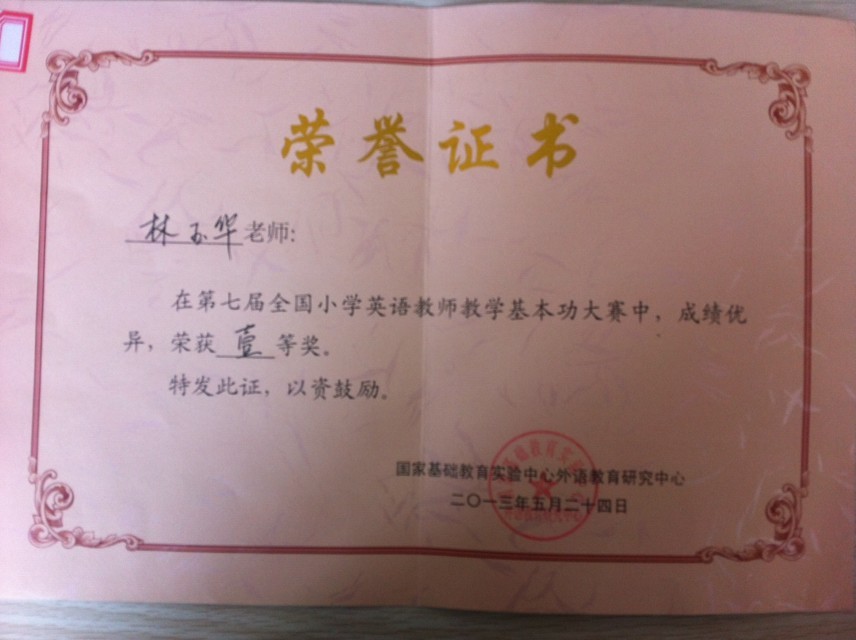 荣誉证书
林玉华老师:
在第七届全国小学英语教师教学基本功大赛中，成绩优
异，荣获壹等奖。
特发此证，以资鼓励。
国家基础教育实验中心外语教育研究中心
二〇一三年五月二十四日